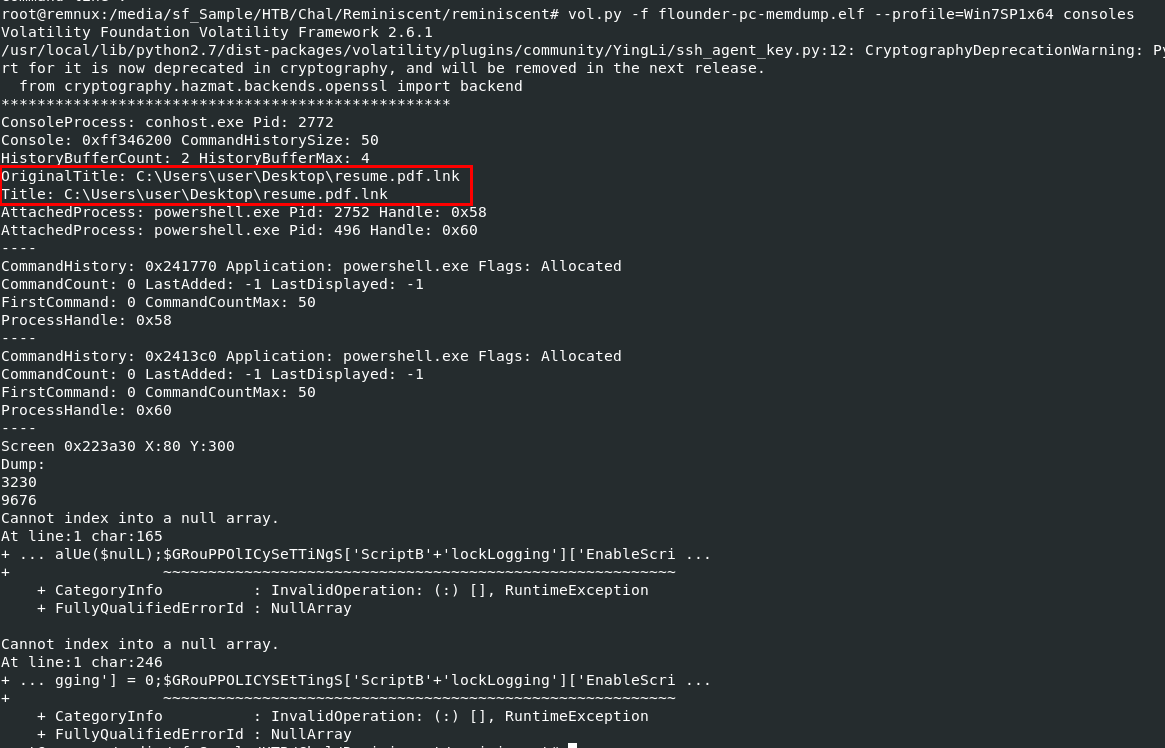 root@remnux:/media/sf_Sample/HTB/Chal/Reminiscent/reminiscent# vol.py -f flounder-pc-memdump.elf --profile=Win7SP1x64 consoles
Volatility Foundation Volatility Framework 2.6.1
/usr/local/lib/python2.7/dist-packages/volatility/plugins/community/YingLi/ssh_agent_key.py:12: CryptographyDeprecationWarning: Py
rt for it is now deprecated in cryptography, and will be removed in the next release.
  from cryptography.hazmat.backends.openssl import backend
**************************************************
ConsoleProcess: conhost.exe Pid: 2772
Console: 0xff346200 CommandHistorySize: 50
HistoryBufferCount: 2 HistoryBufferMax: 4
OriginalTitle: C:\Users\user\Desktop\resume.pdf.lnk
Title: C:\Users\user\Desktop\resume.pdf.lnk
AttachedProcess: powershell.exe Pid: 2752 Handle: 0x58
AttachedProcess: powershell.exe Pid: 496 Handle: 0x60
----
CommandHistory: 0x241770 Application: powershell.exe Flags: Allocated
CommandCount: 0 LastAdded: -1 LastDisplayed: -1
FirstCommand: 0 CommandCountMax: 50
ProcessHandle: 0x58
----
CommandHistory: 0x2413c0 Application: powershell.exe Flags: Allocated
CommandCount: 0 LastAdded: -1 LastDisplayed: -1
FirstCommand: 0 CommandCountMax: 50
ProcessHandle: 0x60
----
Screen 0x223a30 X:80 Y:300
Dump:
3230
9676
Cannot index into a null array.
At line:1 char:165
+ ... alUe($nulL);$GRouPPOlICySeTTiNgS['ScriptB'+'lockLogging']['EnableScri ...
+                 ~~~~~~~~~~~~~~~~~~~~~~~~~~~~~~~~~~~~~~~~~~~~~~~~~~~~~~~~~
    + CategoryInfo          : InvalidOperation: (:) [], RuntimeException
    + FullyQualifiedErrorId : NullArray

Cannot index into a null array.
At line:1 char:246
+ ... gging'] = 0;$GRouPPOLICYSEtTingS['ScriptB'+'lockLogging']['EnableScri ...
+                 ~~~~~~~~~~~~~~~~~~~~~~~~~~~~~~~~~~~~~~~~~~~~~~~~~~~~~~~~~
    + CategoryInfo          : InvalidOperation: (:) [], RuntimeException
    + FullyQualifiedErrorId : NullArray